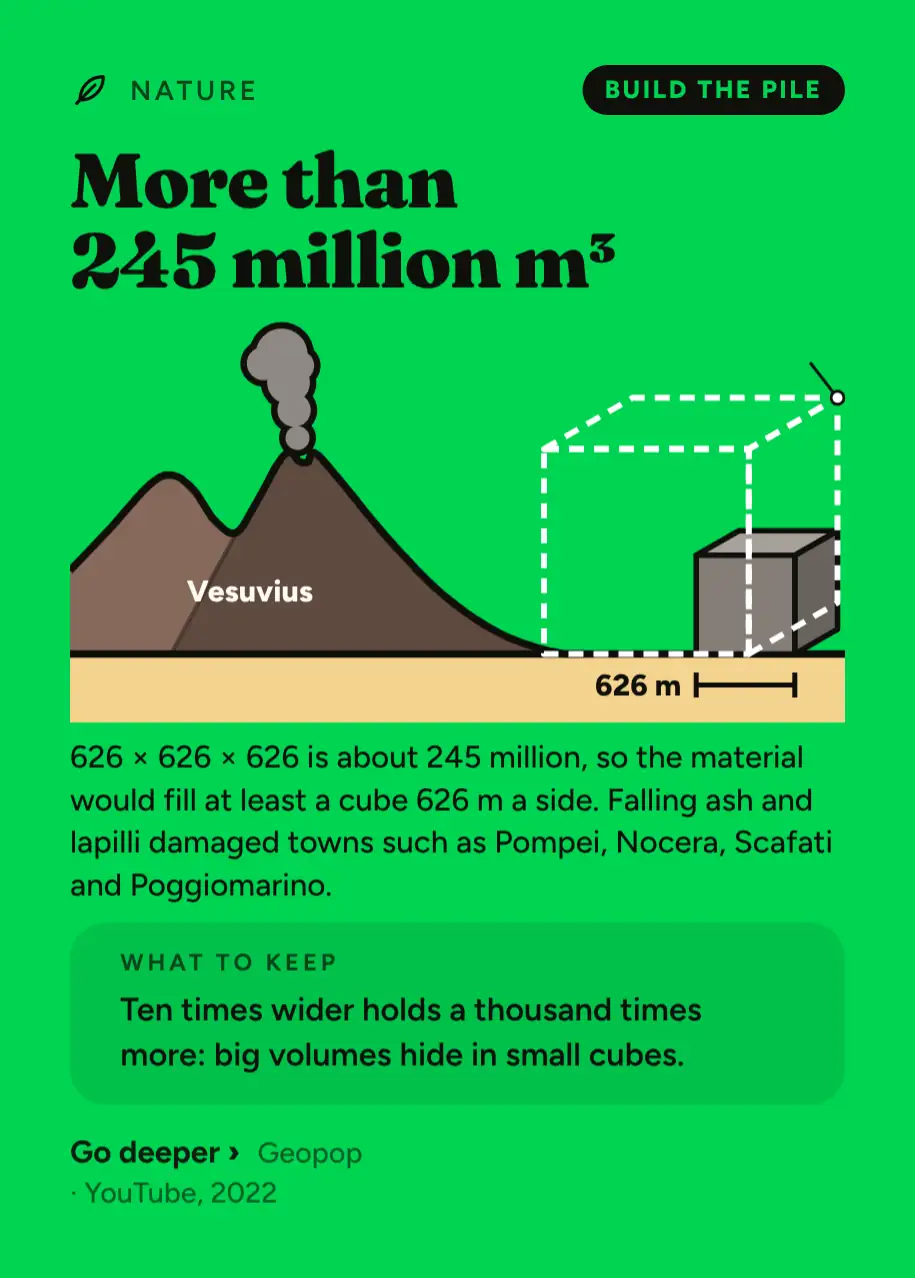 NATURE
BUILD THE PILE
More than
245 million m³
Vesuvius
626 m
626 × 626 × 626 is about 245 million, so the material
would fill at least a cube 626 m a side. Falling ash and
lapilli damaged towns such as Pompei, Nocera, Scafati
and Poggiomarino.
WHAT TO KEEP
Ten times wider holds a thousand times
more: big volumes hide in small cubes.
Go deeper › Geopop
· YouTube, 2022